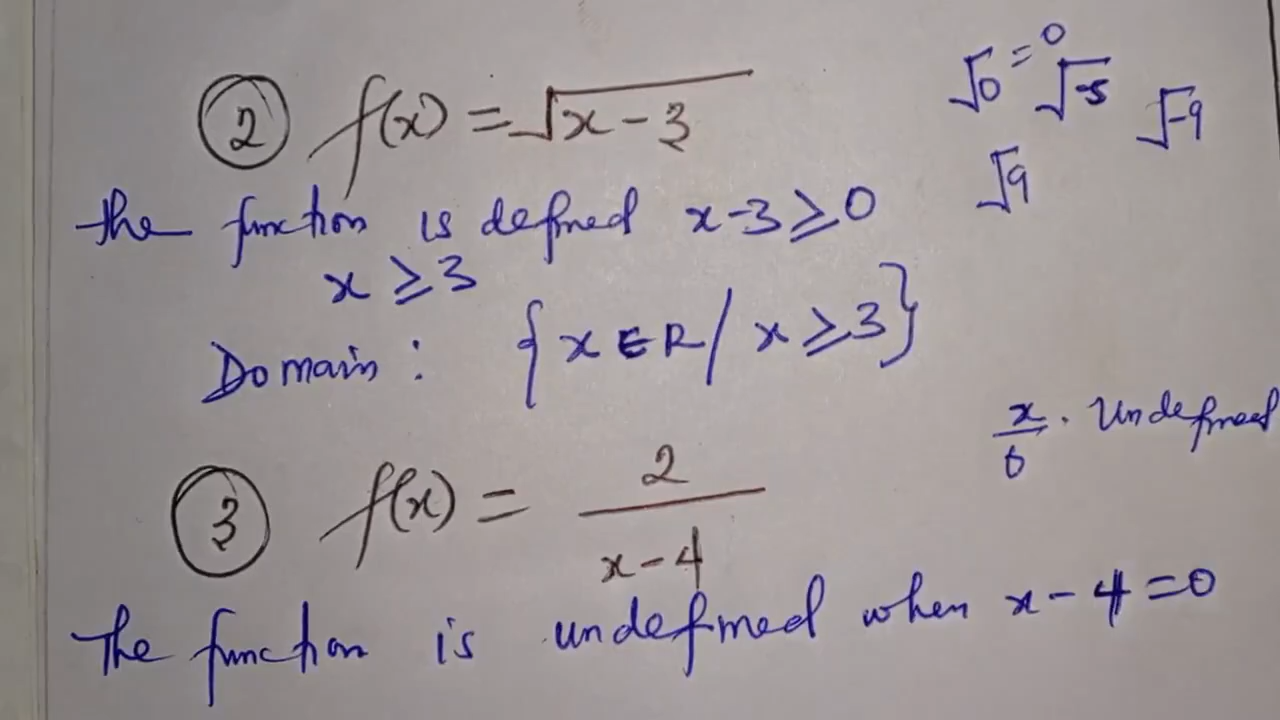 ② f(x) = √x-3
√0 = 0 √-5 √-9
√9
the function is defined x-3 ≥ 0
x ≥ 3
Domain : {x ∈ R / x ≥ 3}
x/0 . Undefined
③ f(x) = 2/(x-4)
The function is undefined when x - 4 = 0